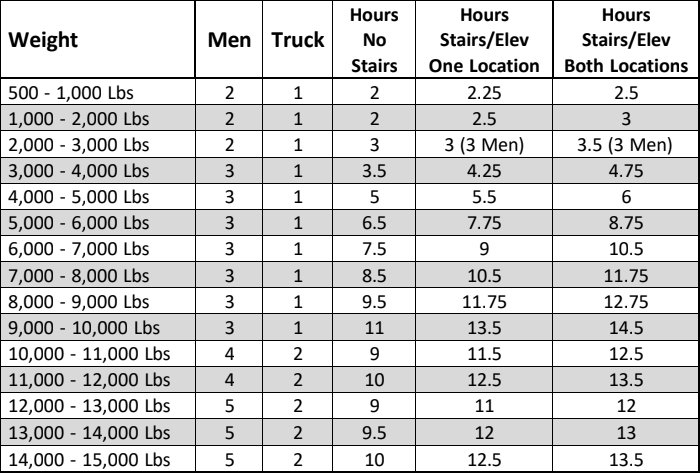 Weight Men Truck Hours No Stairs Hours Stairs/Elev One Location Hours Stairs/Elev Both Locations
500 - 1,000 Lbs 2 1 2 2.25 2.5
1,000 - 2,000 Lbs 2 1 2 2.5 3
2,000 - 3,000 Lbs 2 1 3 3 (3 Men) 3.5 (3 Men)
3,000 - 4,000 Lbs 3 1 3.5 4.25 4.75
4,000 - 5,000 Lbs 3 1 5 5.5 6
5,000 - 6,000 Lbs 3 1 6.5 7.75 8.75
6,000 - 7,000 Lbs 3 1 7.5 9 10.5
7,000 - 8,000 Lbs 3 1 8.5 10.5 11.75
8,000 - 9,000 Lbs 3 1 9.5 11.75 12.75
9,000 - 10,000 Lbs 3 1 11 13.5 14.5
10,000 - 11,000 Lbs 4 2 9 11.5 12.5
11,000 - 12,000 Lbs 4 2 10 12.5 13.5
12,000 - 13,000 Lbs 5 2 9 11 12
13,000 - 14,000 Lbs 5 2 9.5 12 13
14,000 - 15,000 Lbs 5 2 10 12.5 13.5